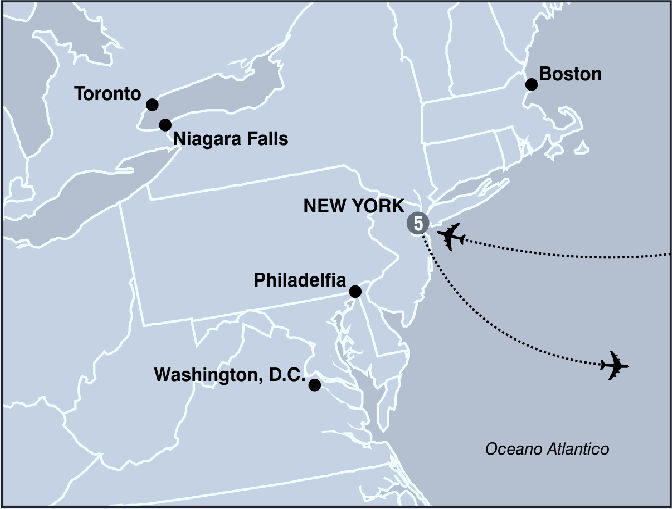 Boston
Toronto
Niagara Falls
NEW YORK
5
Philadelfia
Washington, D.C.
Oceano Atlantico